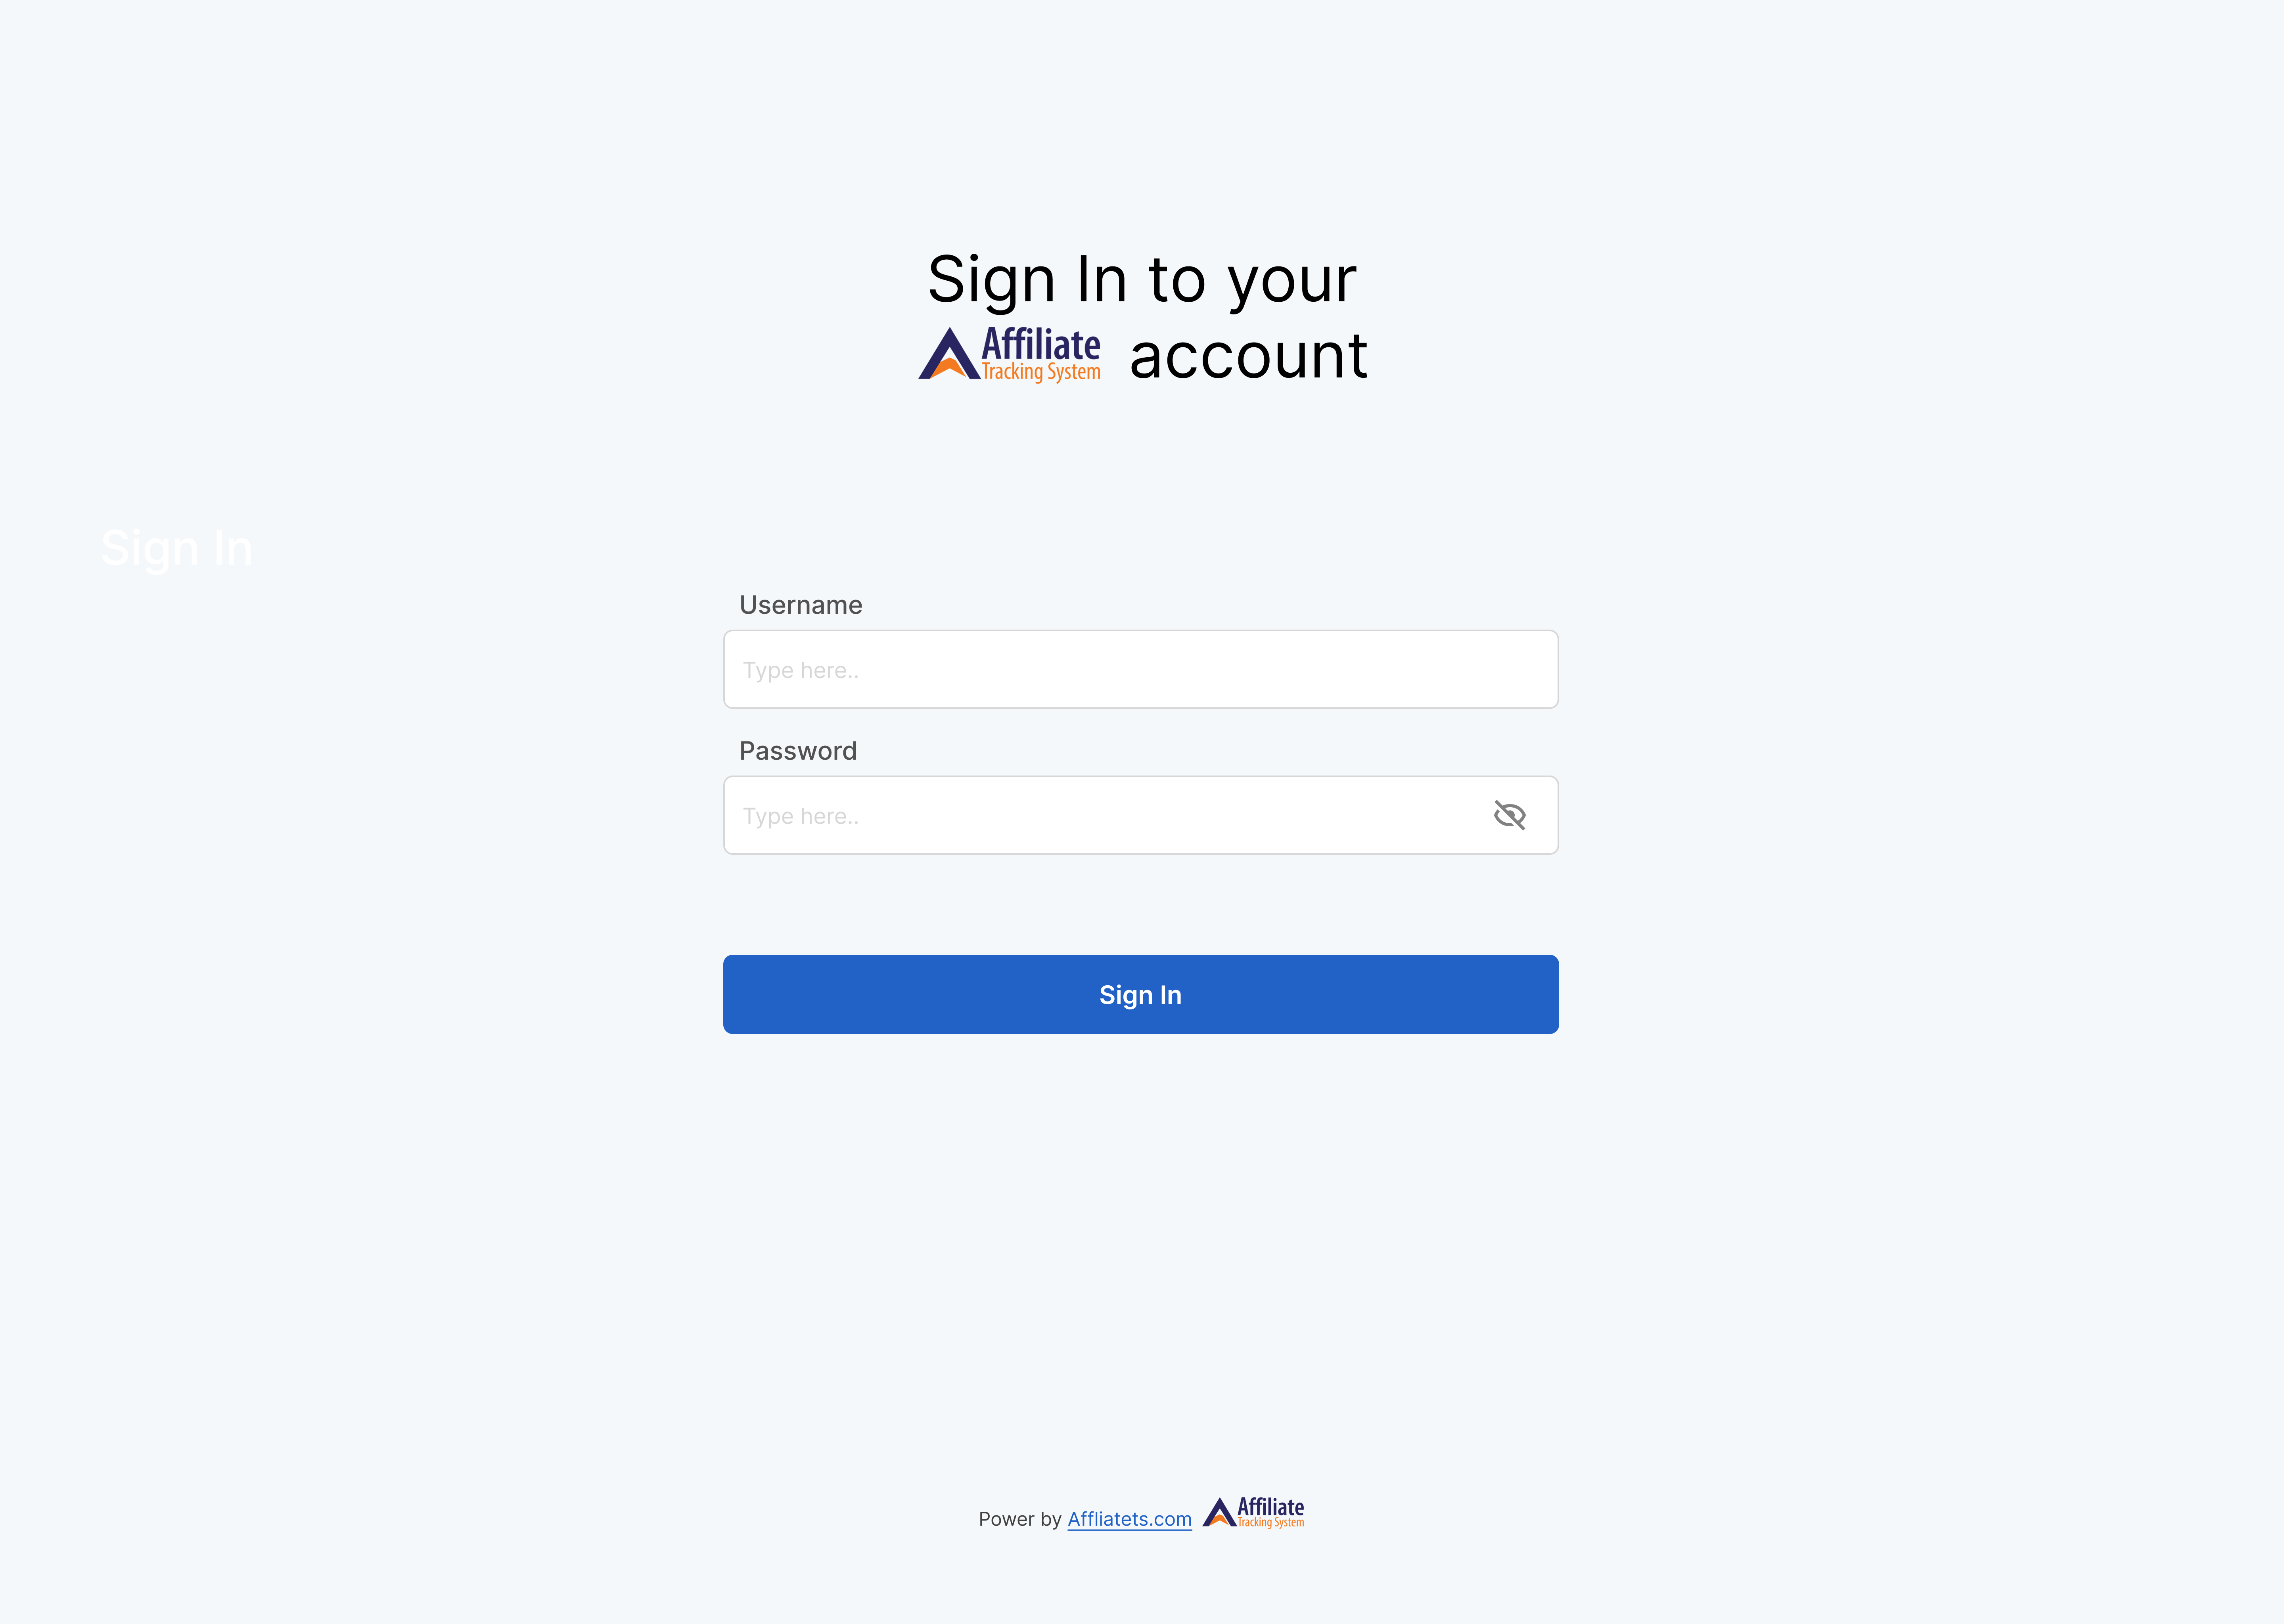 Sign In to your
Affiliate Tracking System account
Sign In
Username
Type here..
Password
Type here..
Sign In
Power by Affliatets.com Affiliate Tracking System